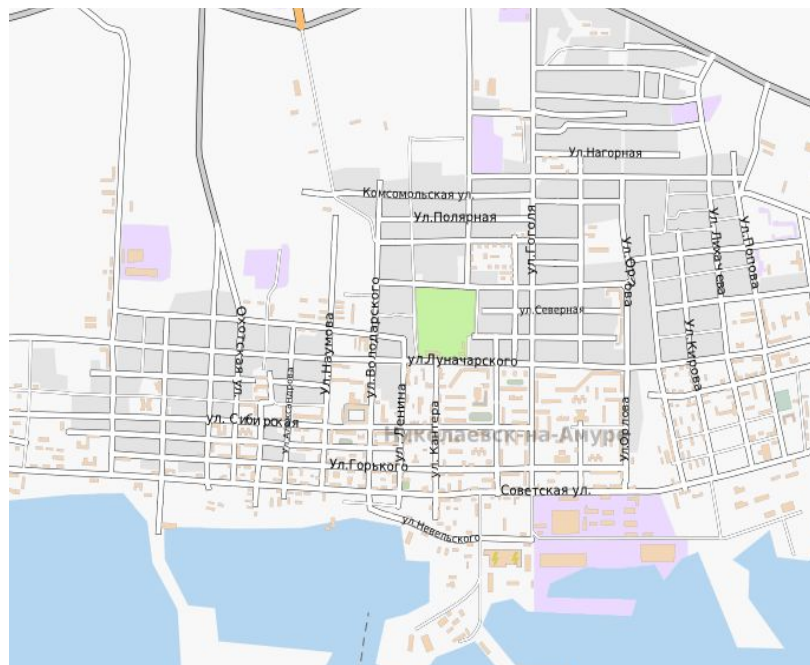 Ул.Нагорная
Комсомольская ул.
Ул.Полярная
Ул.Гоголя
Ул.Орлова
Ул.Лихачева
Ул.Попова
Охотская ул.
Ул.Наумова
ул.Володарского
ул.Северная
Ул.Кирова
ул.Луначарского
ул.Александрова
ул.Ленина
ул. Кантера
ул. Сибирская
Николаевск-на-Амуре
Ул.Орлова
Ул.Горького
Советская ул.
ул.Невельского